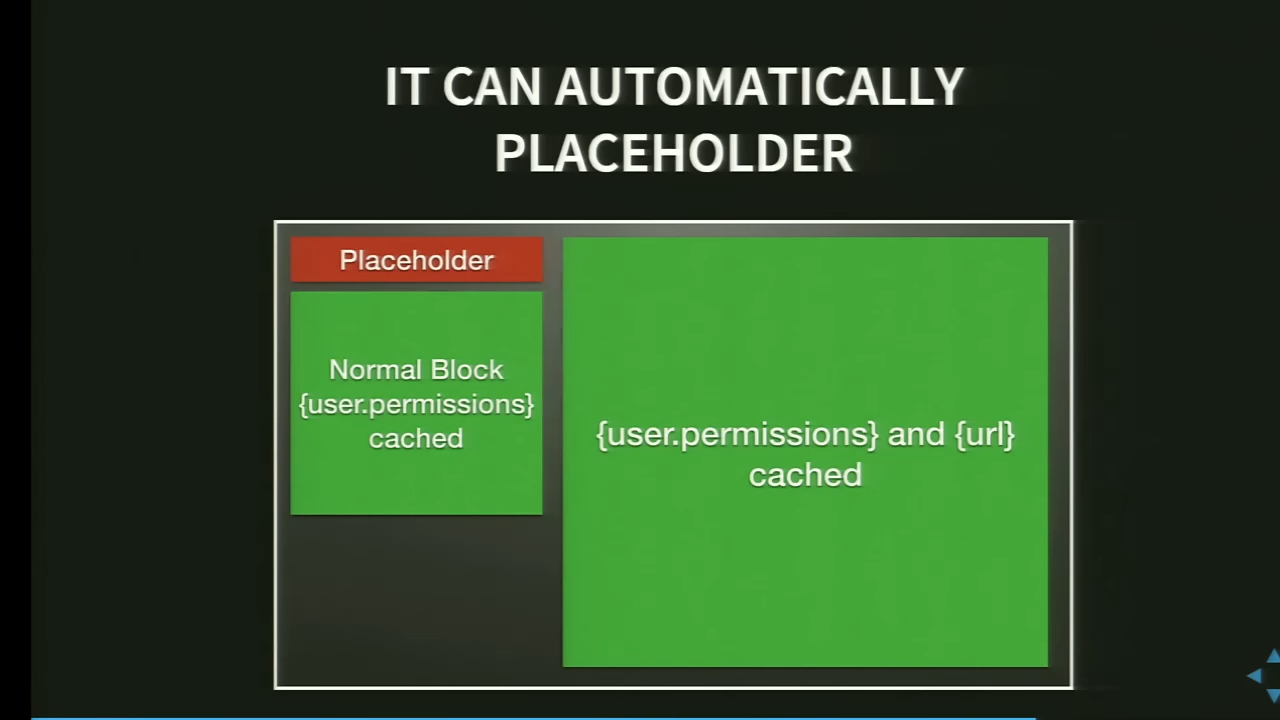 IT CAN AUTOMATICALLY
PLACEHOLDER
Placeholder
Normal Block
{user.permissions}
cached
{user.permissions} and {url}
cached